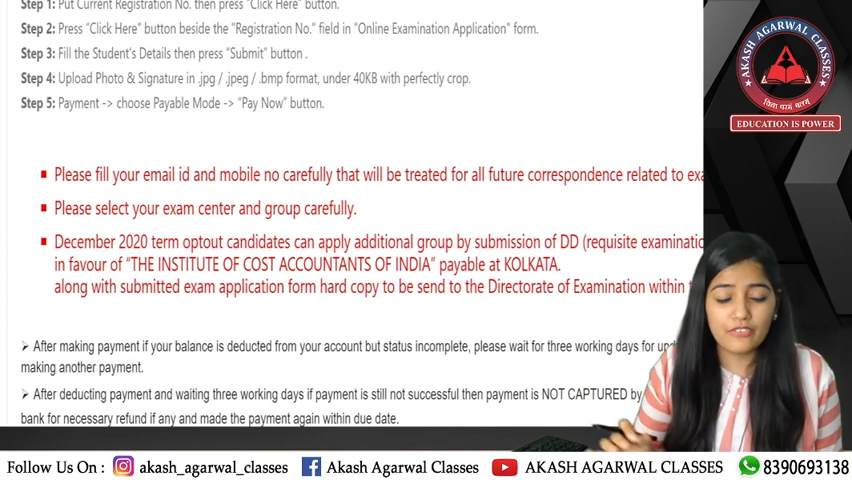 Step 1: Put Current Registration No. then press "Click Here" button.
Step 2: Press "Click Here" button beside the "Registration No." field in "Online Examination Application" form.
Step 3: Fill the Student's Details then press "Submit" button .
Step 4: Upload Photo & Signature in .jpg / .jpeg / .bmp format, under 40KB with perfectly crop.
Step 5: Payment -> choose Payable Mode -> "Pay Now" button.
AKASH AGARWAL CLASSES
विद्या परमं बलम्
EDUCATION IS POWER
Please fill your email id and mobile no carefully that will be treated for all future correspondence related to exa
Please select your exam center and group carefully.
December 2020 term optout candidates can apply additional group by submission of DD (requisite examinatio
in favour of "THE INSTITUTE OF COST ACCOUNTANTS OF INDIA" payable at KOLKATA.
along with submitted exam application form hard copy to be send to the Directorate of Examination within
➢ After making payment if your balance is deducted from your account but status incomplete, please wait for three working days for
making another payment.
➢ After deducting payment and waiting three working days if payment is still not successful then payment is NOT CAPTURED by
bank for necessary refund if any and made the payment again within due date.
Follow Us On : akash_agarwal_classes Akash Agarwal Classes AKASH AGARWAL CLASSES 8390693138